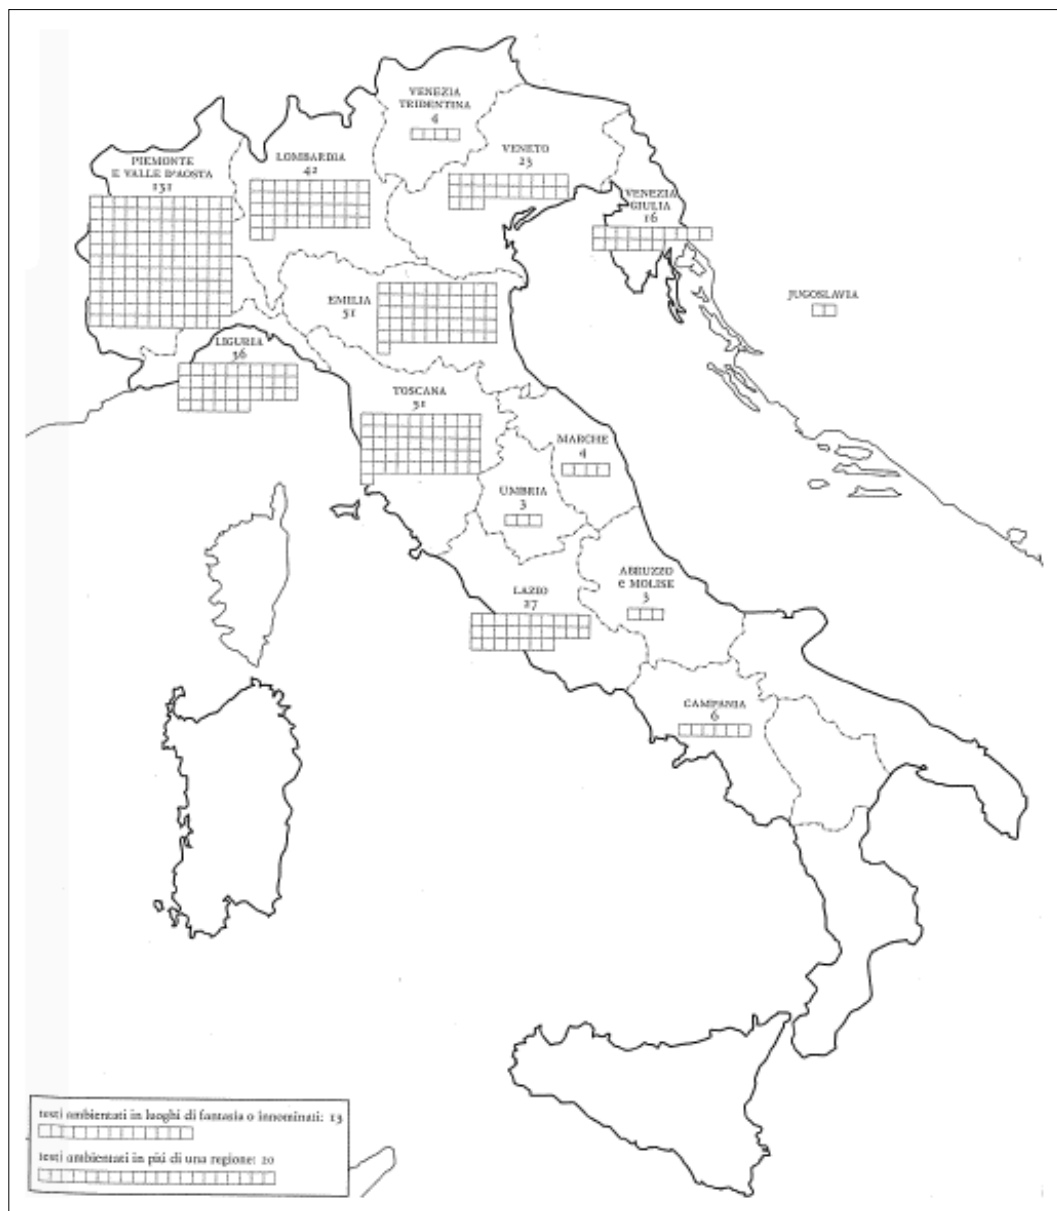 VENEZIA
TRIDENTINA
4
PIEMONTE
E VALLE D'AOSTA
131
LOMBARDIA
42
VENETO
23
VENEZIA
GIULIA
16
EMILIA
51
JUGOSLAVIA
LIGURIA
36
TOSCANA
51
MARCHE
4
UMBRIA
3
ABRUZZO
e MOLISE
3
LAZIO
27
CAMPANIA
6
testi ambientati in luoghi di fantasia o innominati: 13
testi ambientati in più di una regione: 20